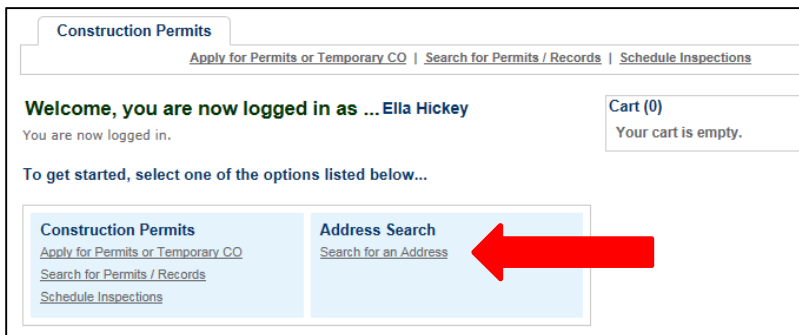 Construction Permits
Apply for Permits or Temporary CO | Search for Permits / Records | Schedule Inspections
Welcome, you are now logged in as ... Ella Hickey
You are now logged in.
Cart (0)
Your cart is empty.
To get started, select one of the options listed below...
Construction Permits
Apply for Permits or Temporary CO
Search for Permits / Records
Schedule Inspections
Address Search
Search for an Address